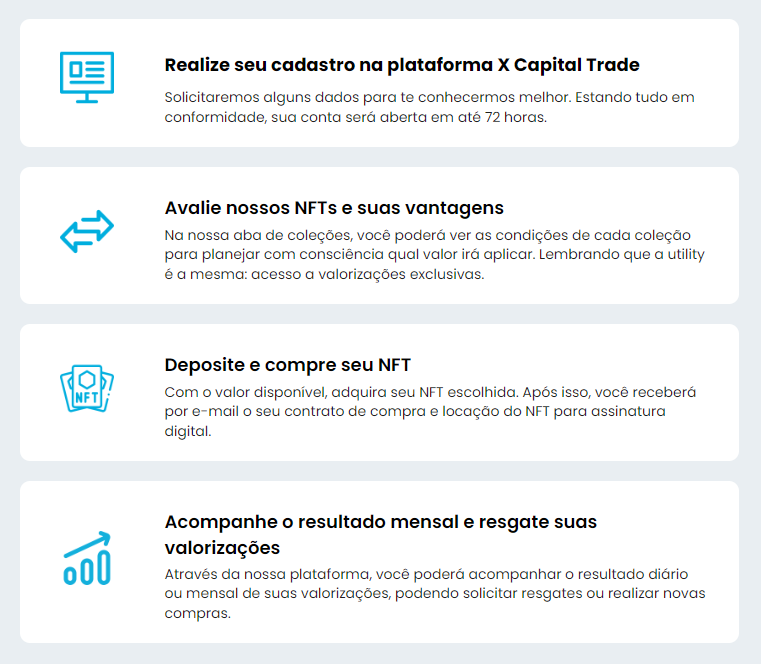 Realize seu cadastro na plataforma X Capital Trade
Solicitaremos alguns dados para te conhecermos melhor. Estando tudo em
conformidade, sua conta será aberta em até 72 horas.
Avalie nossos NFTs e suas vantagens
Na nossa aba de coleções, você poderá ver as condições de cada coleção
para planejar com consciência qual valor irá aplicar. Lembrando que a utility
é a mesma: acesso a valorizações exclusivas.
NFT
Deposite e compre seu NFT
Com o valor disponível, adquira seu NFT escolhida. Após isso, você receberá
por e-mail o seu contrato de compra e locação do NFT para assinatura
digital.
Acompanhe o resultado mensal e resgate suas
valorizações
Através da nossa plataforma, você poderá acompanhar o resultado diário
ou mensal de suas valorizações, podendo solicitar resgates ou realizar novas
compras.